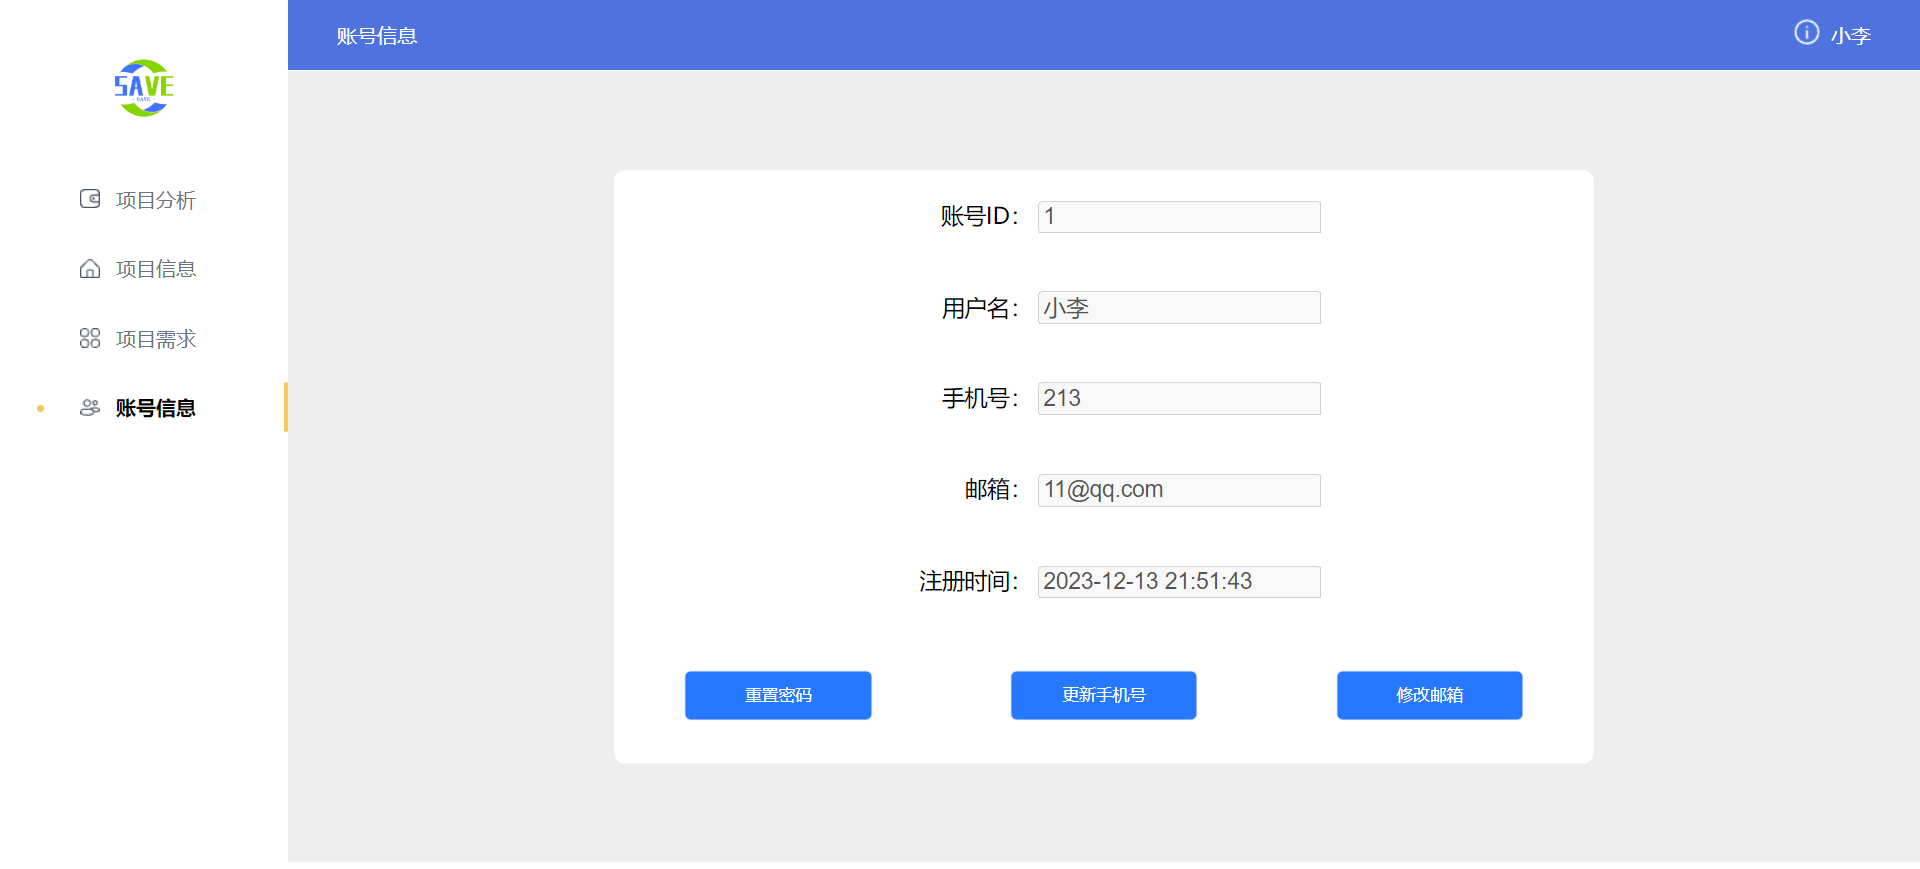 账号信息
小李
SAVE
- SAVE -
项目分析
项目信息
项目需求
账号信息
账号ID： 1
用户名： 小李
手机号： 213
邮箱： 11@qq.com
注册时间： 2023-12-13 21:51:43
重置密码 更新手机号 修改邮箱